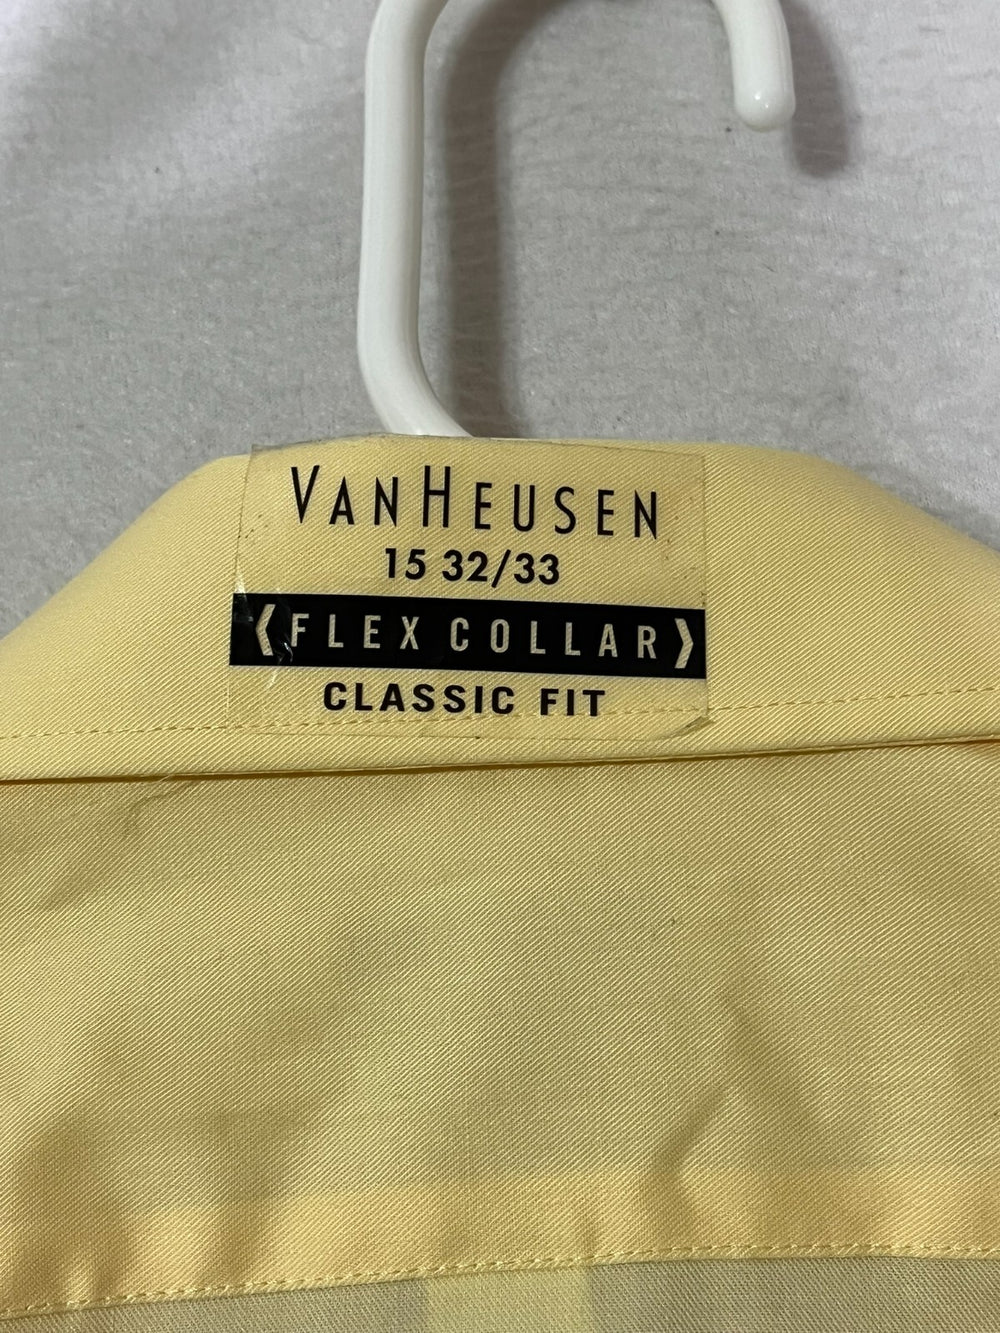 VANHEUSEN
15 32/33
❬FLEX COLLAR❭
CLASSIC FIT